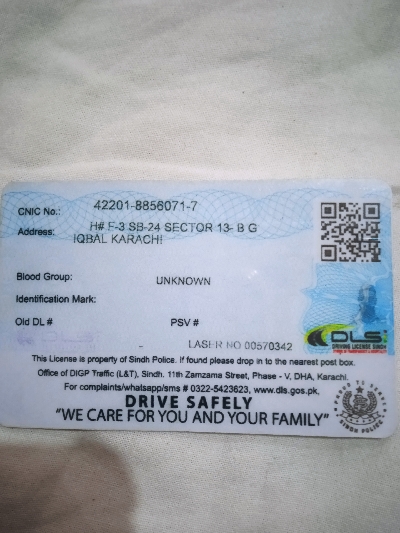 CNIC No.: 42201-8856071-7
Address: H# F-3 SB-24 SECTOR 13- B G
IQBAL KARACHI
Blood Group: UNKNOWN
Identification Mark:
Old DL # PSV #
LASER NO 00570342
DLS
DRIVING LICENSE SINDH
This License is property of Sindh Police. If found please drop in to the nearest post box.
Office of DIGP Traffic (L&T), Sindh. 11th Zamzama Street, Phase - V, DHA, Karachi.
For complaints/whatsapp/sms # 0322-5423623, www.dls.gos.pk,
DRIVE SAFELY
"WE CARE FOR YOU AND YOUR FAMILY"
PROUD TO SERVE
SINDH POLICE